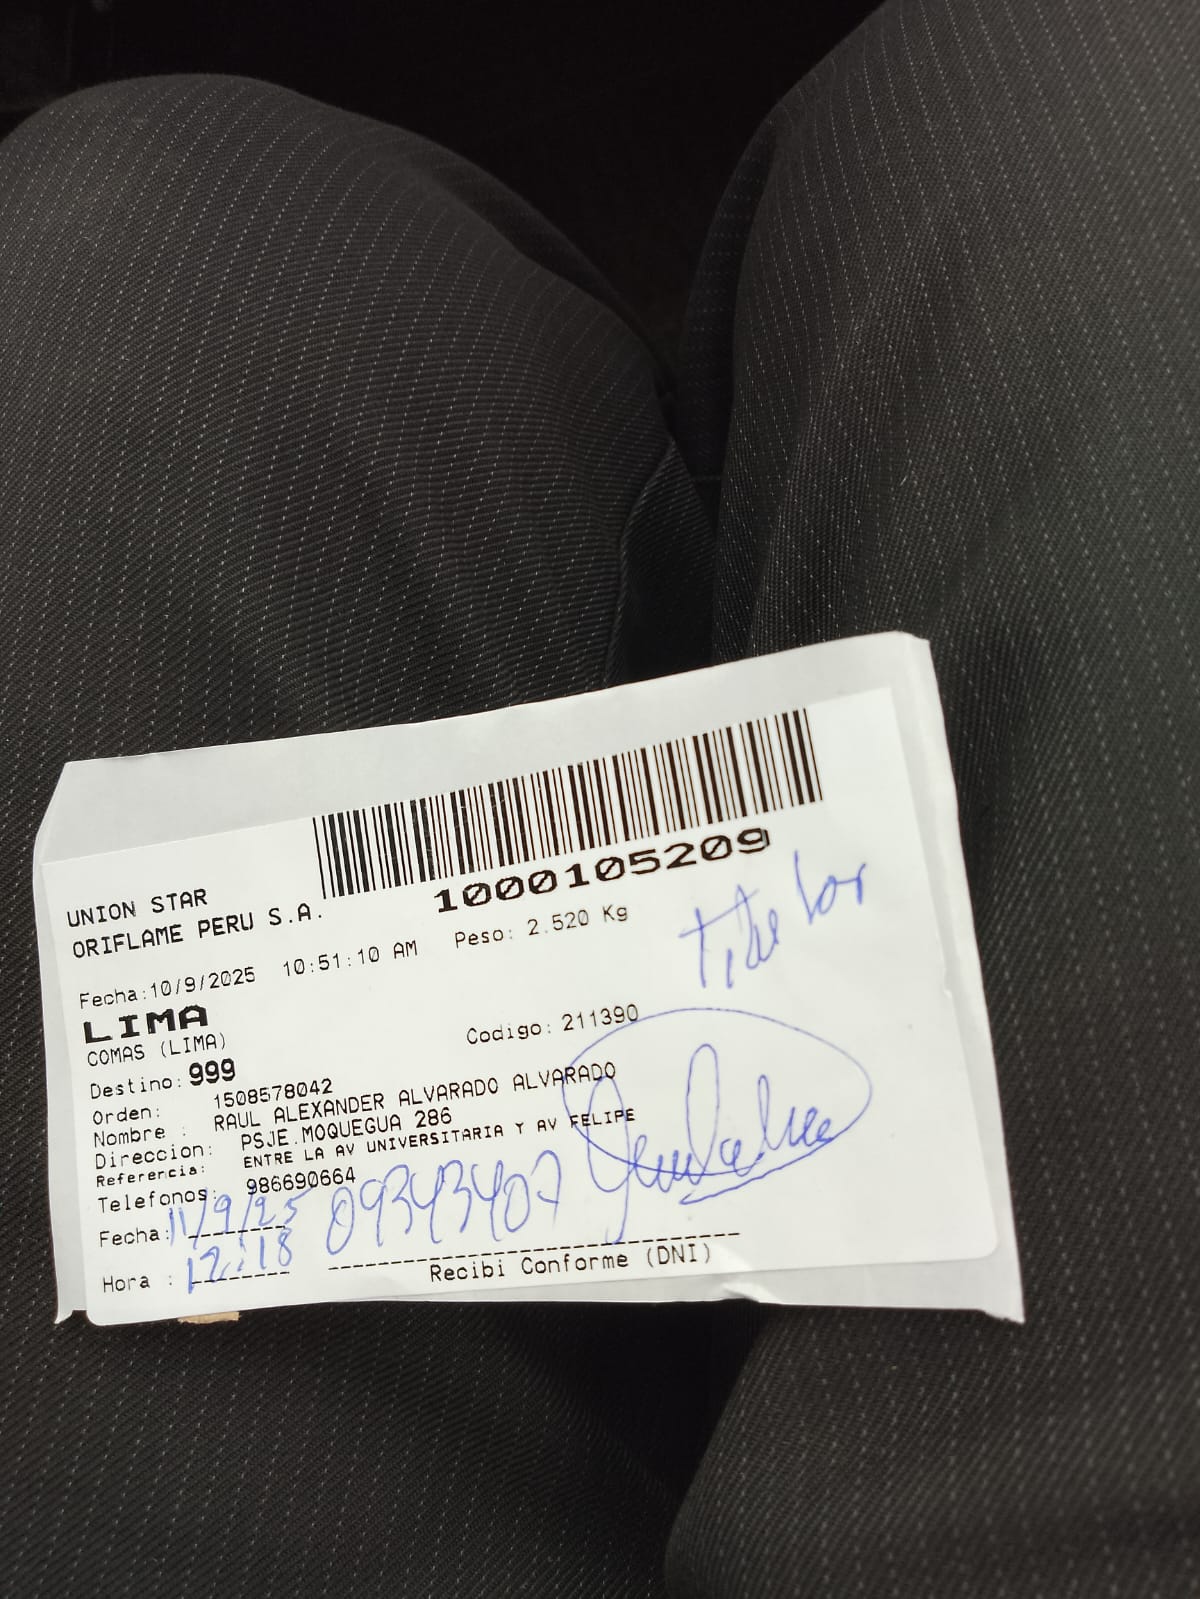 1000105209
UNION STAR
ORIFLAME PERU S.A.
Fecha:10/9/2025 10:51:10 AM Peso: 2.520 Kg
Titular
LIMA
COMAS (LIMA) Codigo: 211390
Destino: 999
Orden: 1508578042
Nombre : RAUL ALEXANDER ALVARADO ALVARADO
Direccion: PSJE.MOQUEGUA 286
Referencia: ENTRE LA AV UNIVERSITARIA Y AV FELIPE
Telefonos: 986690664
Fecha: 11/9/25 09343407
Hora : 12:18
Recibi Conforme (DNI)